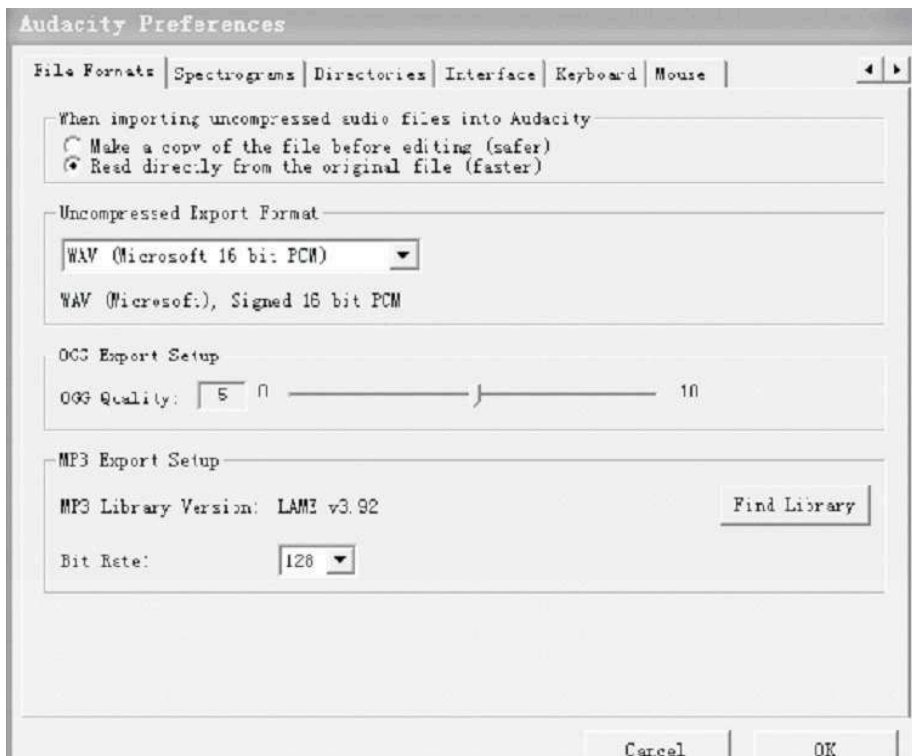 Audacity Preferences
File Formats Spectrograms Directories Interface Keyboard Mouse
When importing uncompressed audio files into Audacity
Make a copy of the file before editing (safer)
Read directly from the original file (faster)
Uncompressed Export Format
WAV (Microsoft 16 bit PCM)
WAV (Microsoft), Signed 16 bit PCM
OGG Export Setup
OGG Quality: 5 0 10
MP3 Export Setup
MP3 Library Version: LAME v3.92 Find Library
Bit Rate: 128
Cancel OK